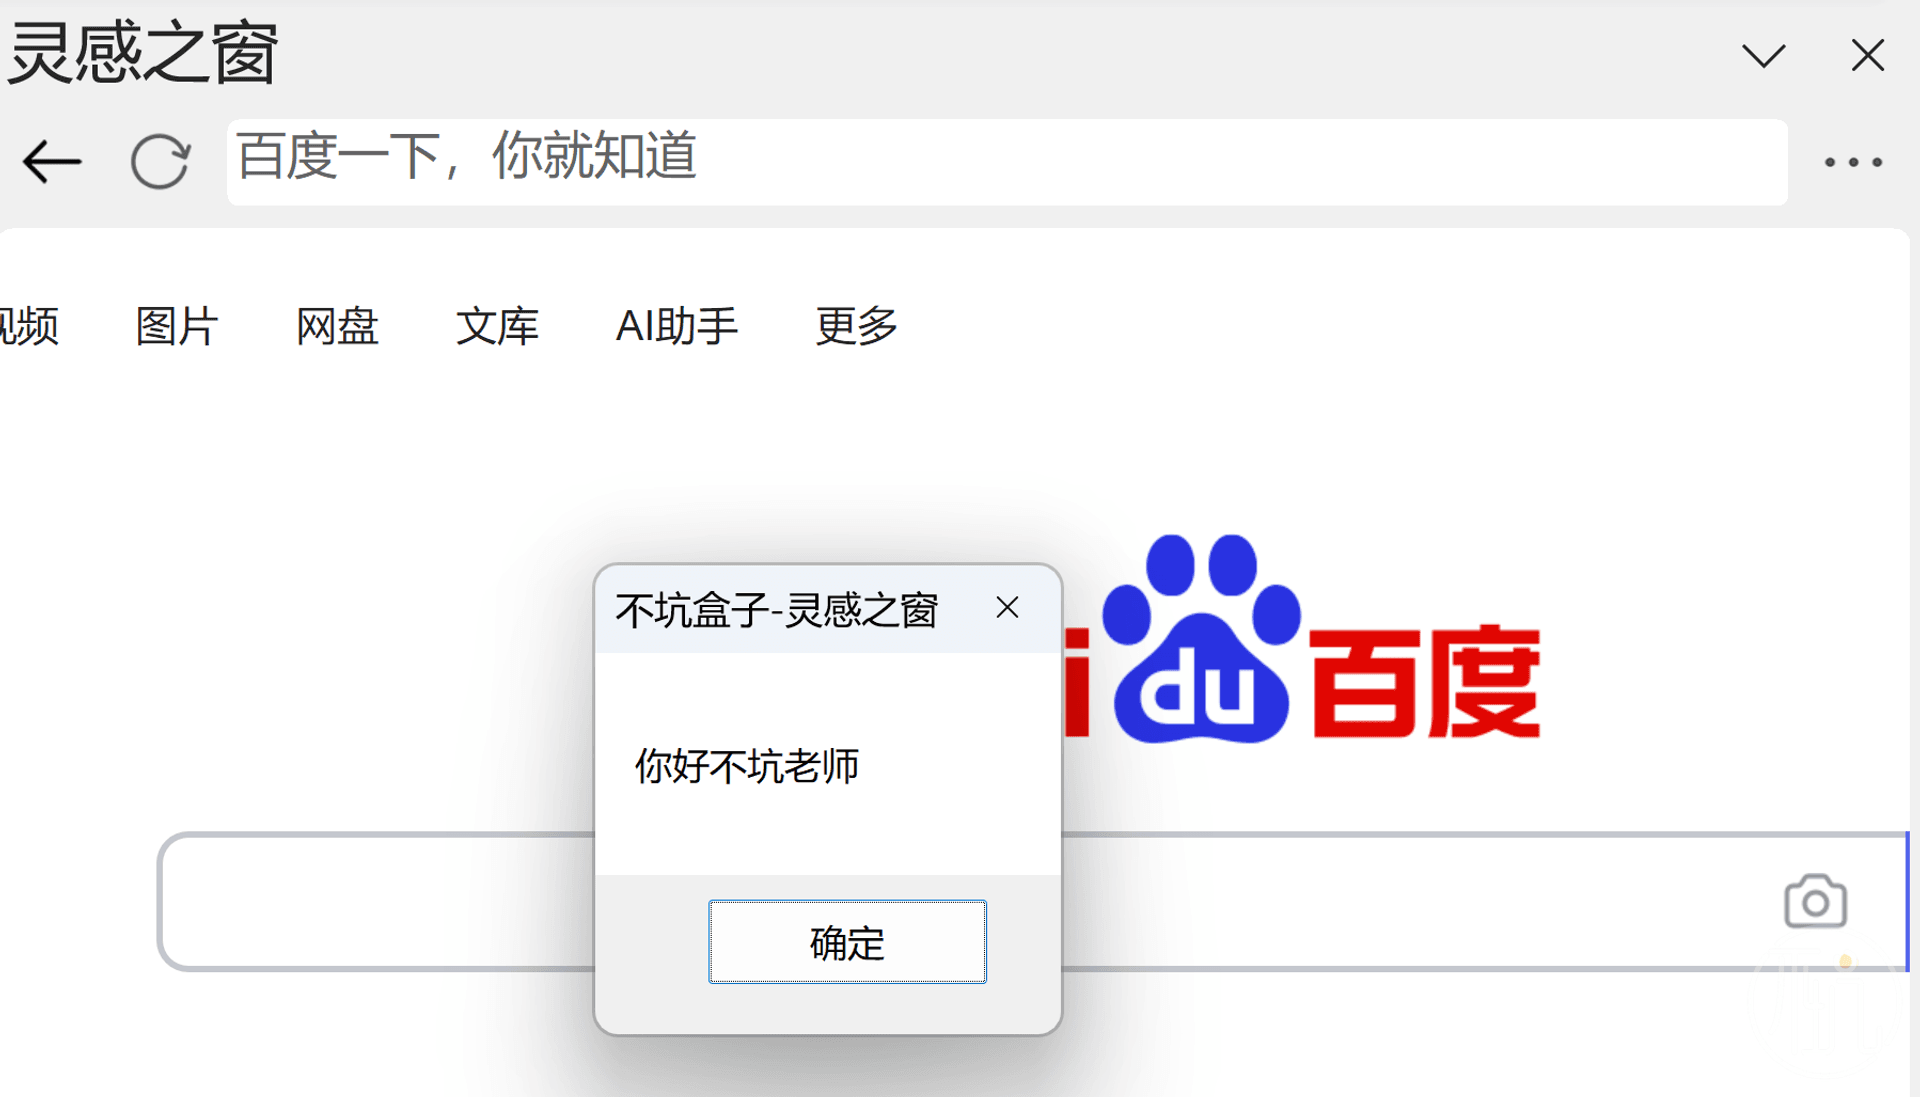 灵感之窗
百度一下，你就知道
视频 图片 网盘 文库 AI助手 更多
不坑盒子-灵感之窗
i du 百度
你好不坑老师
确定